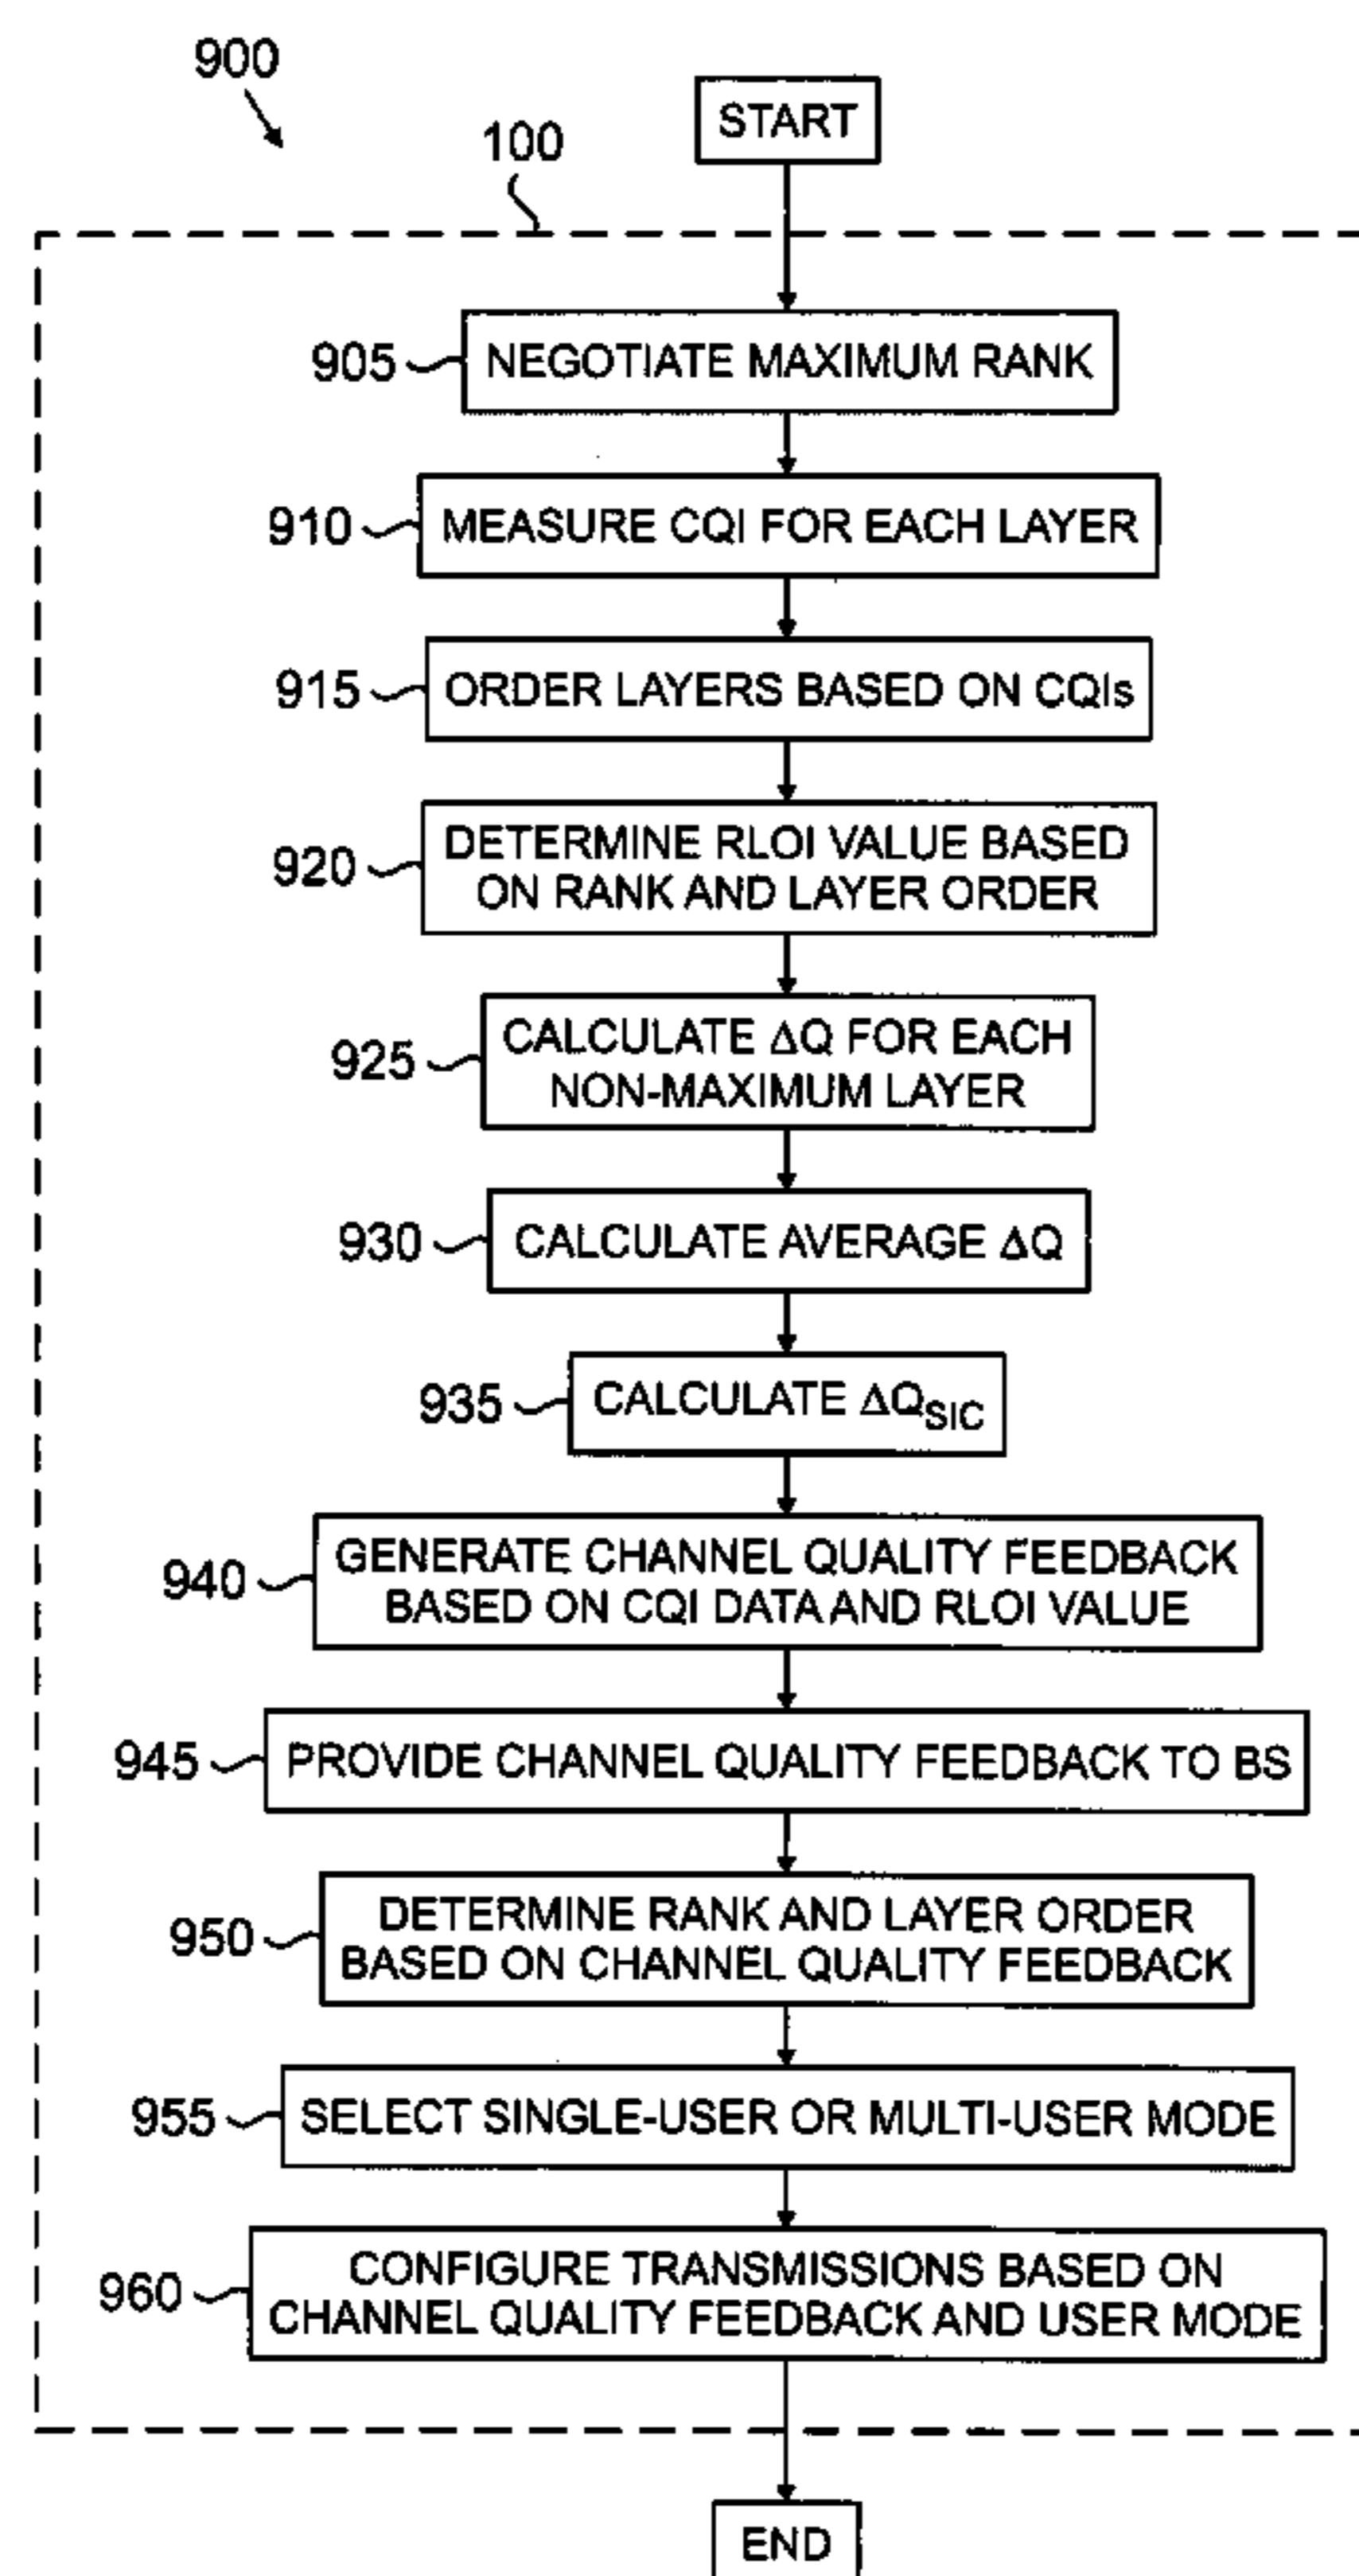 900
START
100
905
NEGOTIATE MAXIMUM RANK
910
MEASURE CQI FOR EACH LAYER
915
ORDER LAYERS BASED ON CQIs
920
DETERMINE RLOI VALUE BASED
ON RANK AND LAYER ORDER
925
CALCULATE ΔQ FOR EACH
NON-MAXIMUM LAYER
930
CALCULATE AVERAGE ΔQ
935
CALCULATE ΔQSIC
940
GENERATE CHANNEL QUALITY FEEDBACK
BASED ON CQI DATA AND RLOI VALUE
945
PROVIDE CHANNEL QUALITY FEEDBACK TO BS
950
DETERMINE RANK AND LAYER ORDER
BASED ON CHANNEL QUALITY FEEDBACK
955
SELECT SINGLE-USER OR MULTI-USER MODE
960
CONFIGURE TRANSMISSIONS BASED ON
CHANNEL QUALITY FEEDBACK AND USER MODE
END